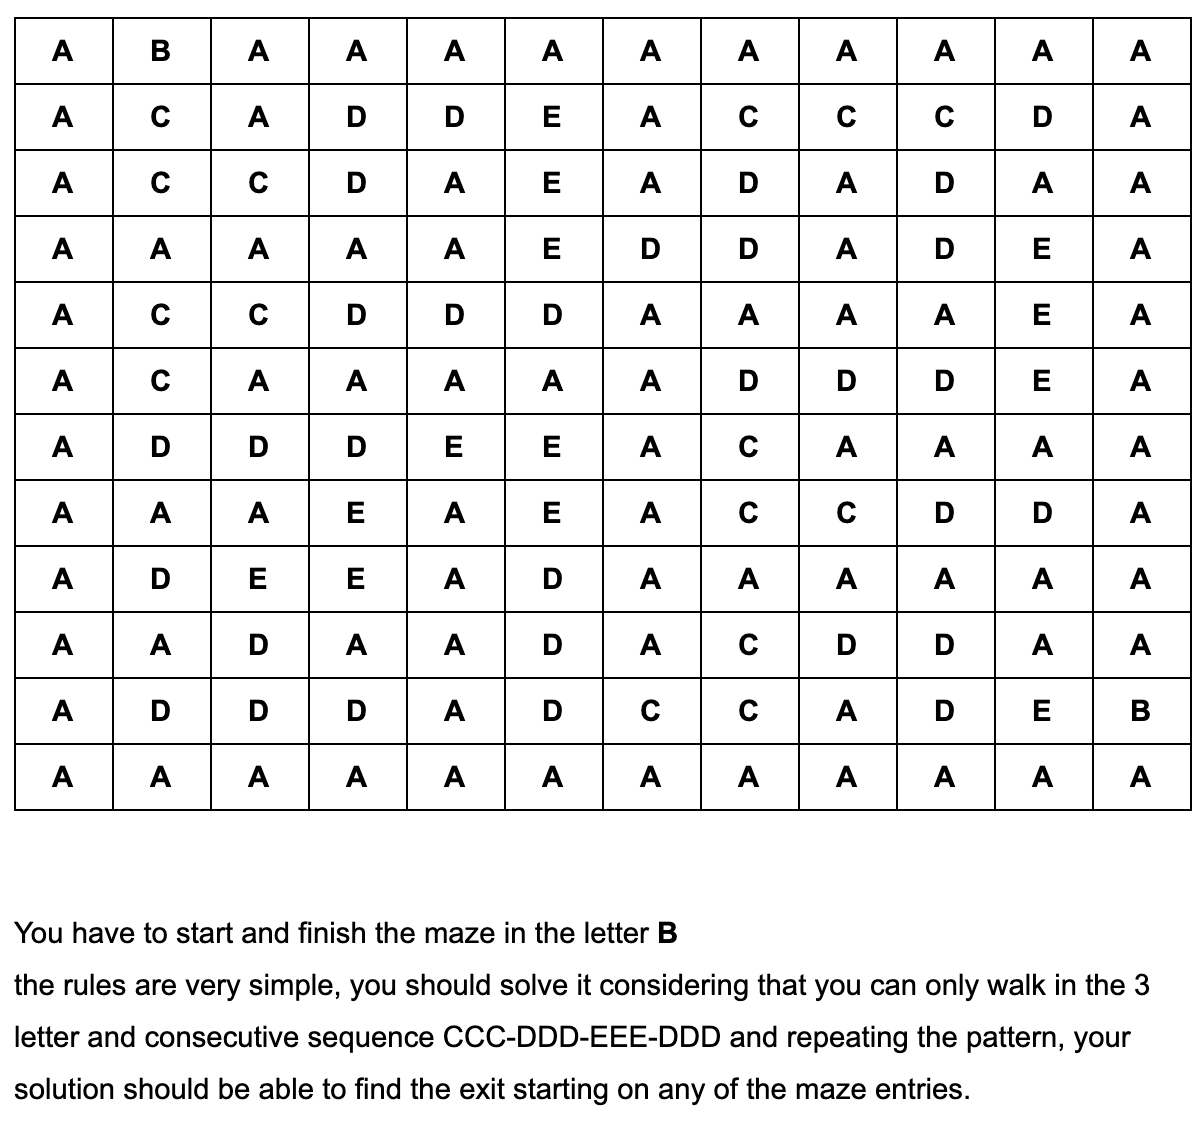 A B A A A A A A A A A A
A C A D D E A C C C D A
A C C D A E A D A D A A
A A A A A E D D A D E A
A C C D D D A A A A E A
A C A A A A A D D D E A
A D D D E E A C A A A A
A A A E A E A C C D D A
A D E E A D A A A A A A
A A D A A D A C D D A A
A D D D A D C C A D E B
A A A A A A A A A A A A
You have to start and finish the maze in the letter B
the rules are very simple, you should solve it considering that you can only walk in the 3
letter and consecutive sequence CCC-DDD-EEE-DDD and repeating the pattern, your
solution should be able to find the exit starting on any of the maze entries.